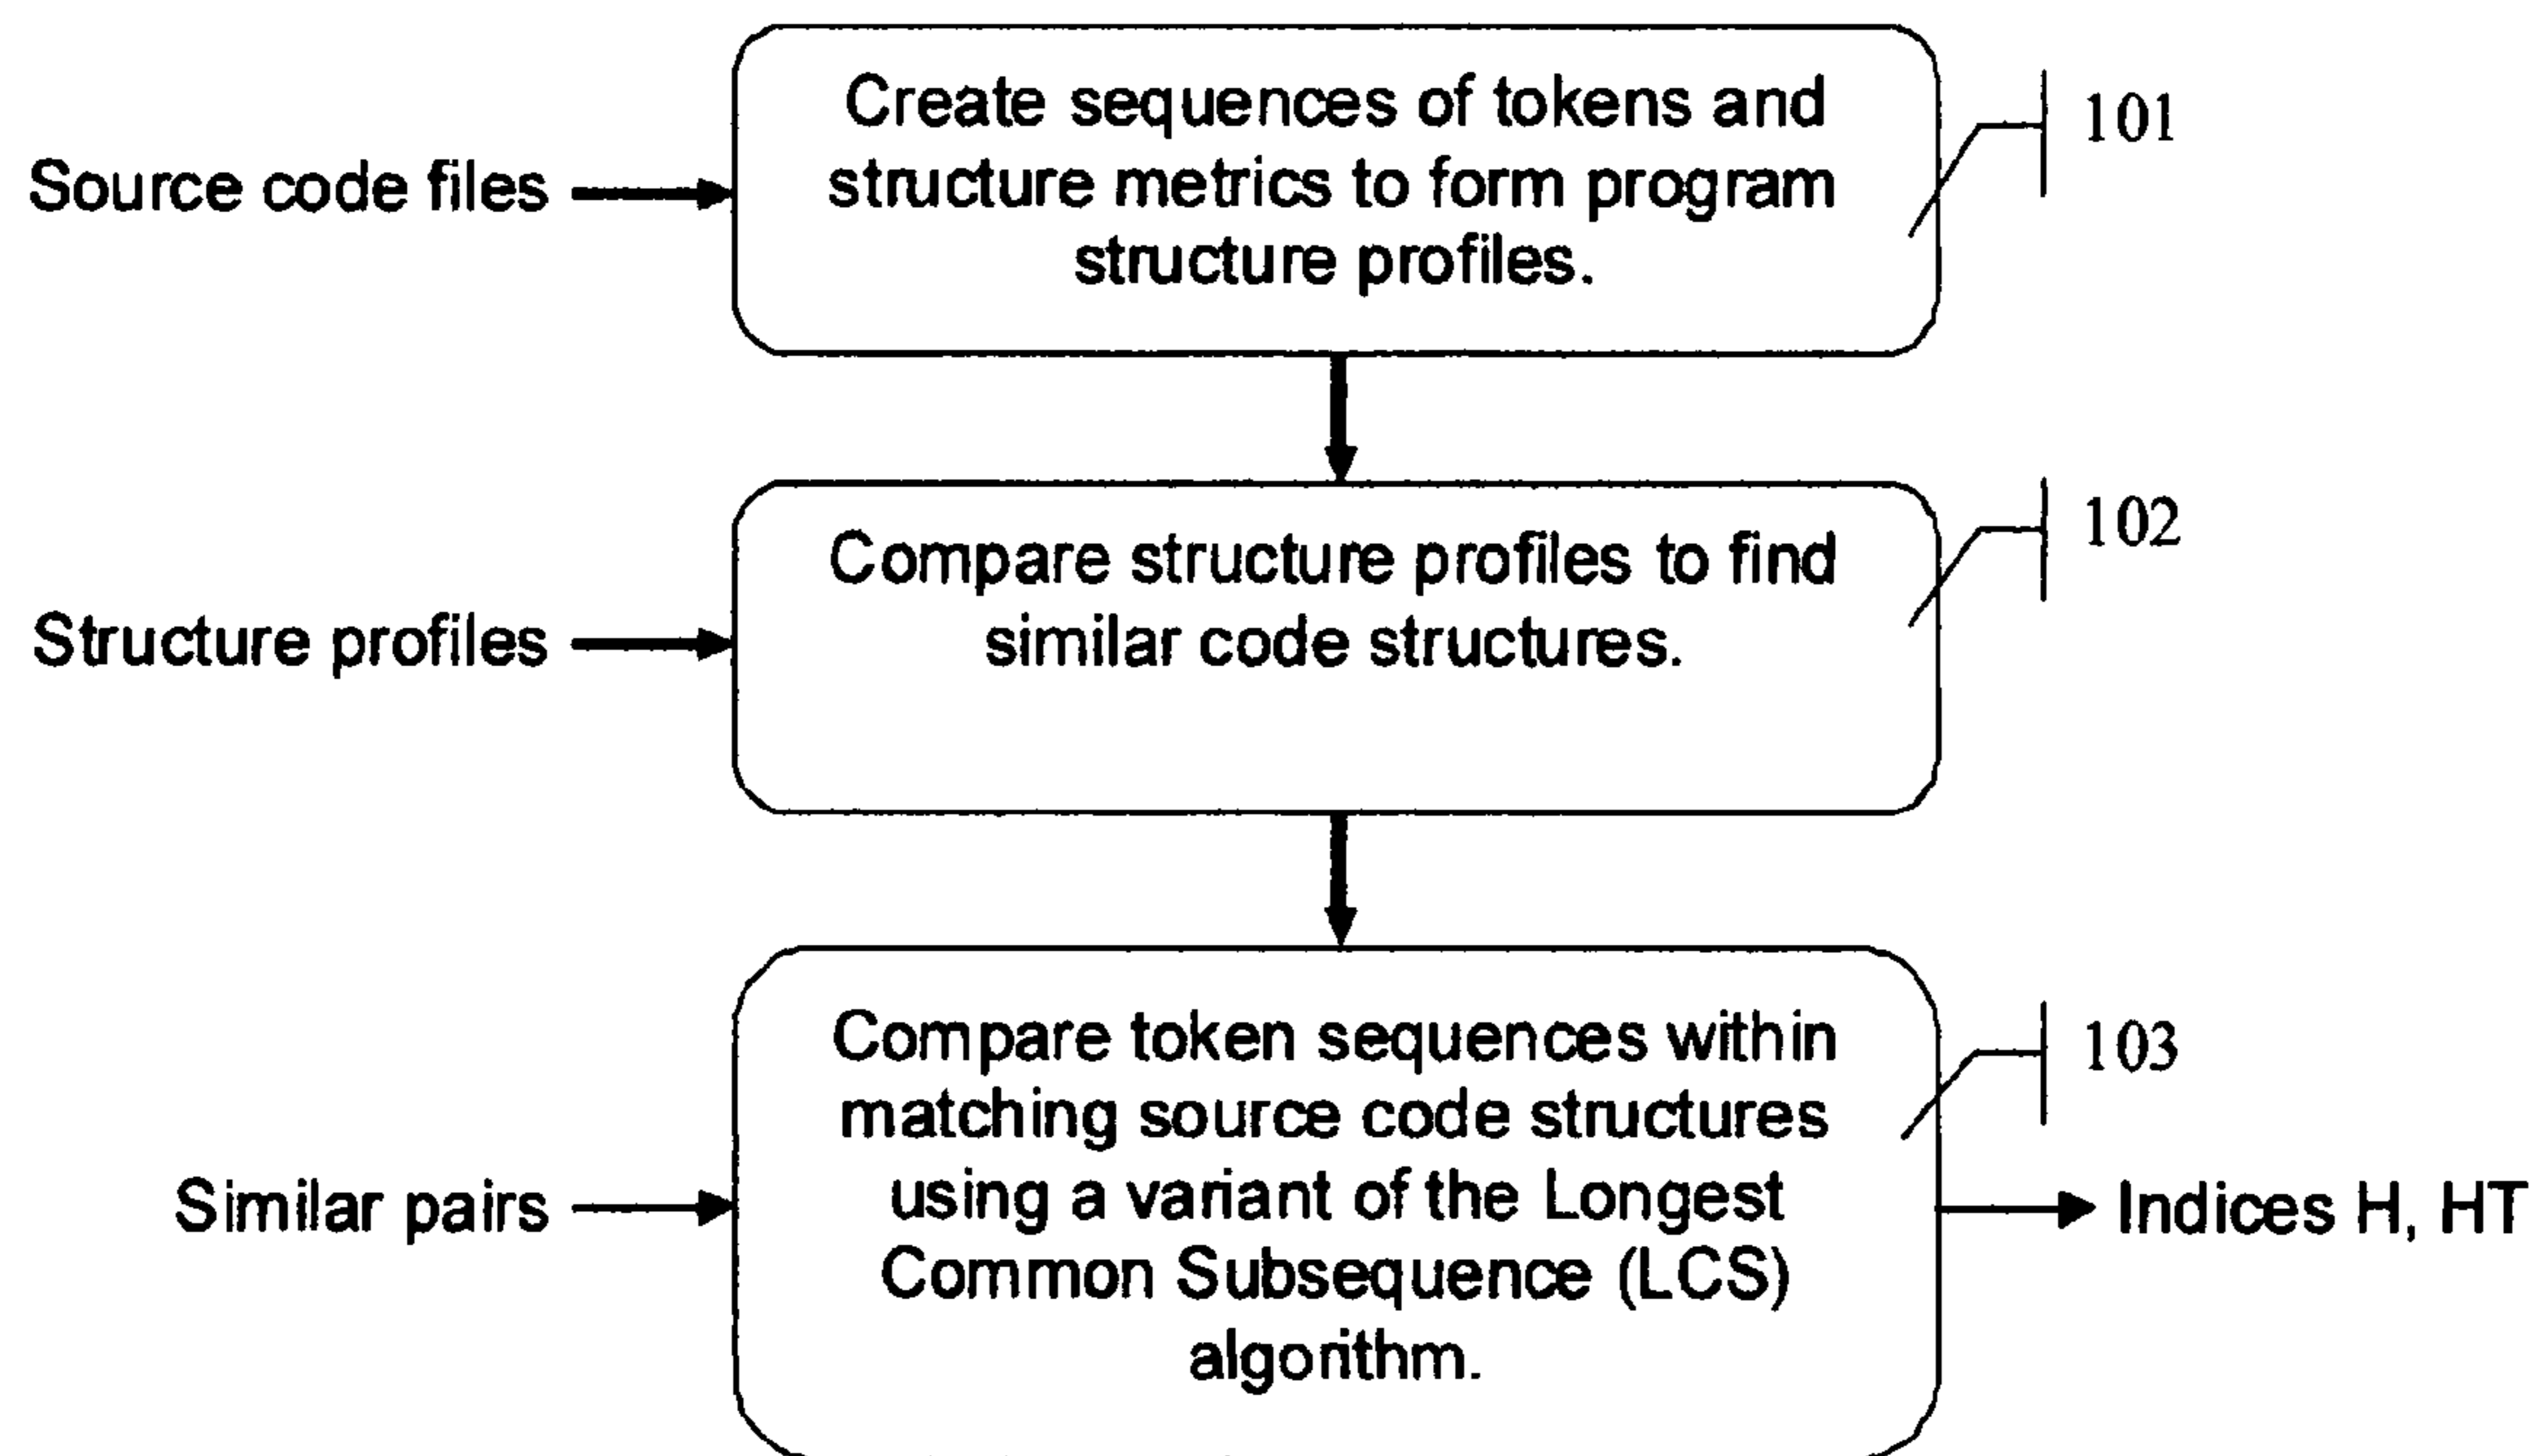 Create sequences of tokens and
structure metrics to form program
structure profiles.
Source code files
101
Compare structure profiles to find
similar code structures.
Structure profiles
102
Compare token sequences within
matching source code structures
using a variant of the Longest
Common Subsequence (LCS)
algorithm.
Similar pairs
103
Indices H, HT